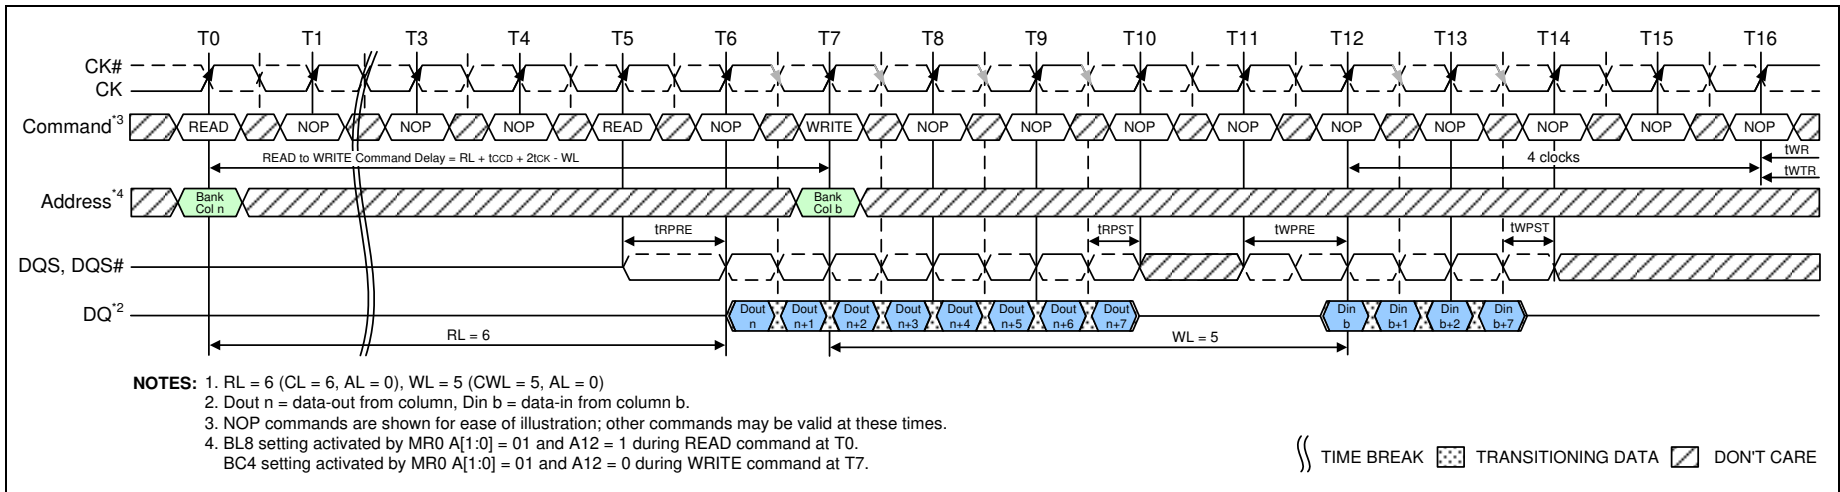 T0 T1 T3 T4 T5 T6 T7 T8 T9 T10 T11 T12 T13 T14 T15 T16
CK#
CK
Command*3 READ NOP NOP NOP READ NOP WRITE NOP NOP NOP NOP NOP NOP NOP NOP NOP
READ to WRITE Command Delay = RL + tCCD + 2tCK - WL
4 clocks
tWR
tWTR
Address*4
Bank
Col n
Bank
Col b
tRPRE tRPST tWPRE tWPST
DQS, DQS#
DQ*2
Dout
n
Dout
n+1
Dout
n+2
Dout
n+3
Dout
n+4
Dout
n+5
Dout
n+6
Dout
n+7
Din
b
Din
b+1
Din
b+2
Din
b+7
RL = 6
WL = 5
NOTES: 1. RL = 6 (CL = 6, AL = 0), WL = 5 (CWL = 5, AL = 0)
2. Dout n = data-out from column, Din b = data-in from column b.
3. NOP commands are shown for ease of illustration; other commands may be valid at these times.
4. BL8 setting activated by MR0 A[1:0] = 01 and A12 = 1 during READ command at T0.
BC4 setting activated by MR0 A[1:0] = 01 and A12 = 0 during WRITE command at T7.
TIME BREAK TRANSITIONING DATA DON'T CARE